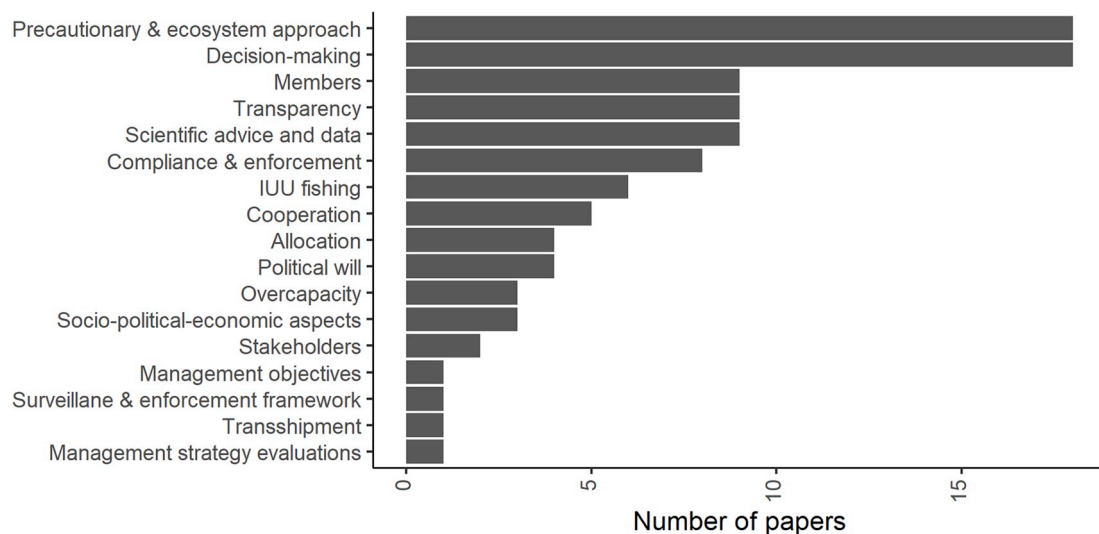 Precautionary & ecosystem approach
Decision-making
Members
Transparency
Scientific advice and data
Compliance & enforcement
IUU fishing
Cooperation
Allocation
Political will
Overcapacity
Socio-political-economic aspects
Stakeholders
Management objectives
Surveillane & enforcement framework
Transshipment
Management strategy evaluations
0 5 10 15
Number of papers